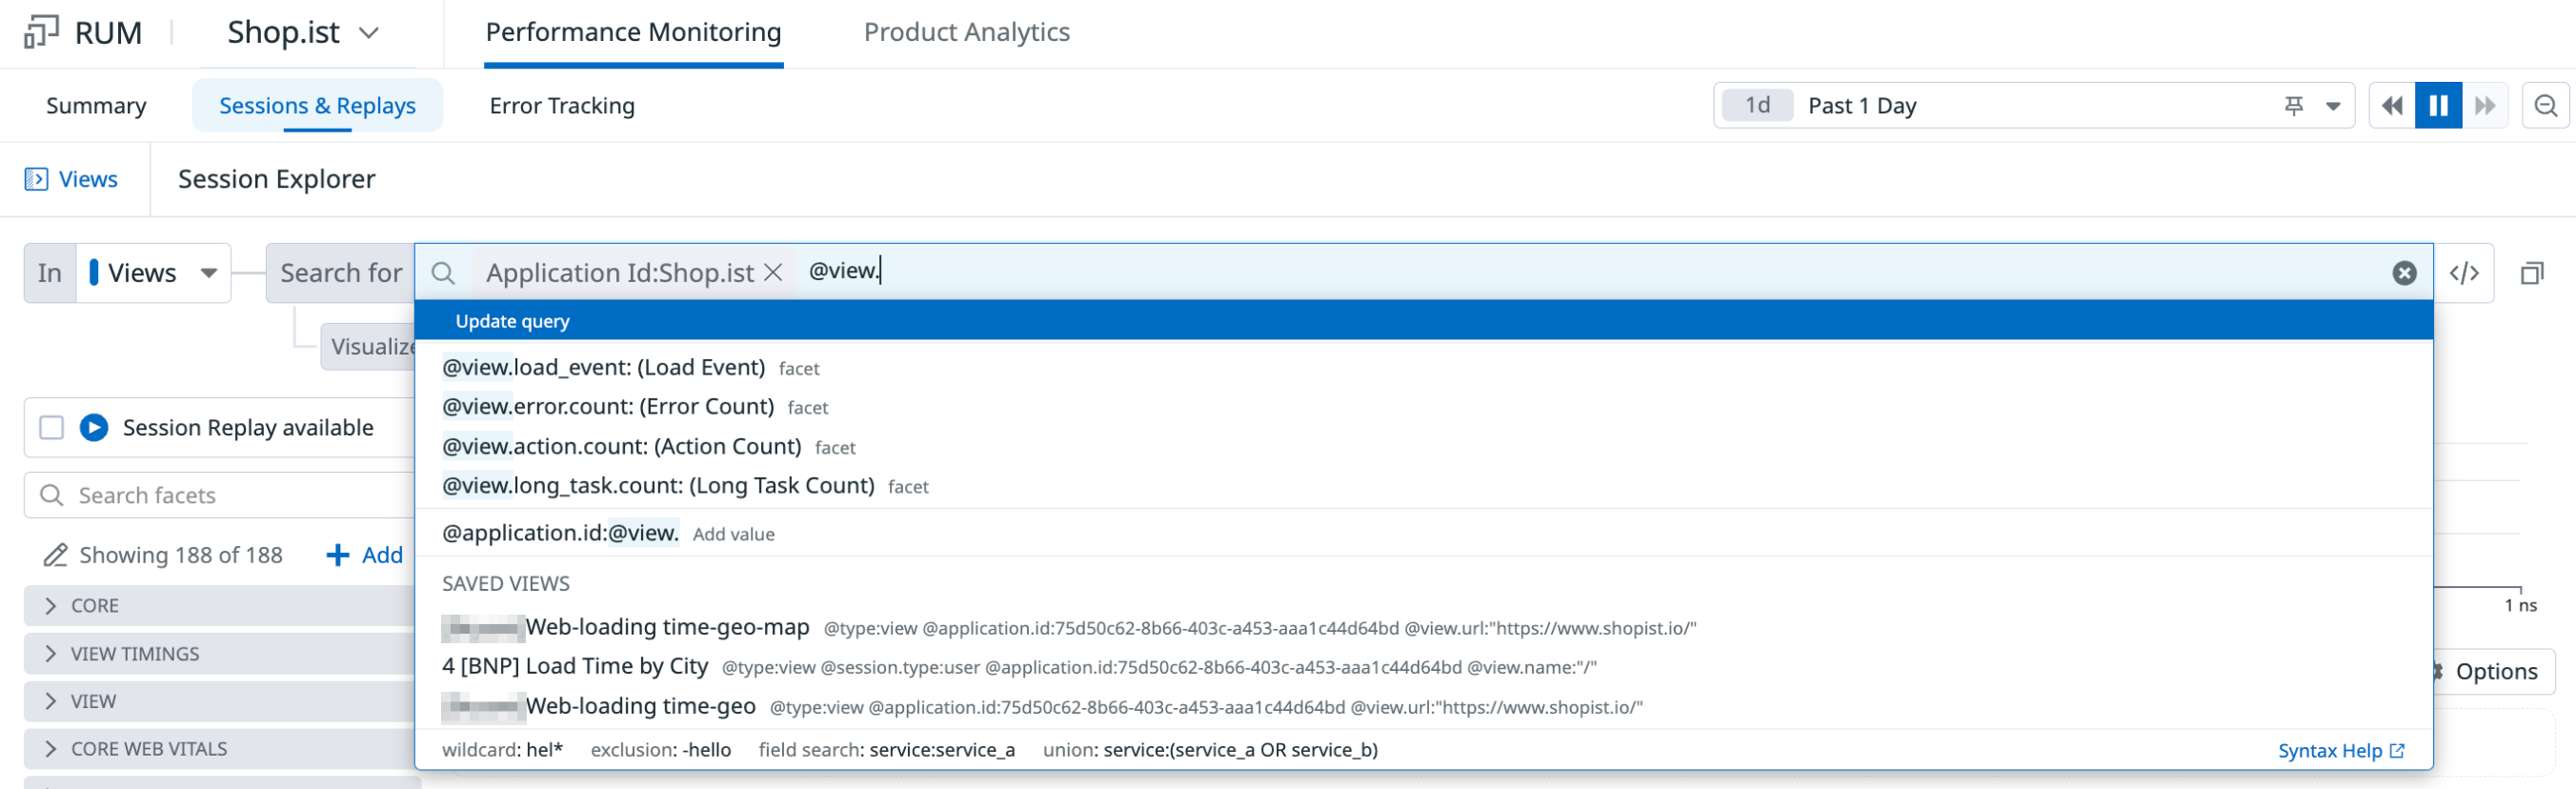 RUM Shop.ist Performance Monitoring Product Analytics
Summary Sessions & Replays Error Tracking 1d Past 1 Day
Views Session Explorer
In Views Search for Application Id:Shop.ist @view.
Update query
Visualize
@view.load_event: (Load Event) facet
@view.error.count: (Error Count) facet
Session Replay available
@view.action.count: (Action Count) facet
@view.long_task.count: (Long Task Count) facet
Search facets
@application.id:@view. Add value
Showing 188 of 188 Add
SAVED VIEWS
CORE
1 ns
Web-loading time-geo-map @type:view @application.id:75d50c62-8b66-403c-a453-aaa1c44d64bd @view.url:"https://www.shopist.io/"
VIEW TIMINGS
4 [BNP] Load Time by City @type:view @session.type:user @application.id:75d50c62-8b66-403c-a453-aaa1c44d64bd @view.name:"/"
Options
VIEW
Web-loading time-geo @type:view @application.id:75d50c62-8b66-403c-a453-aaa1c44d64bd @view.url:"https://www.shopist.io/"
CORE WEB VITALS
wildcard: hel* exclusion: -hello field search: service:service_a union: service:(service_a OR service_b) Syntax Help